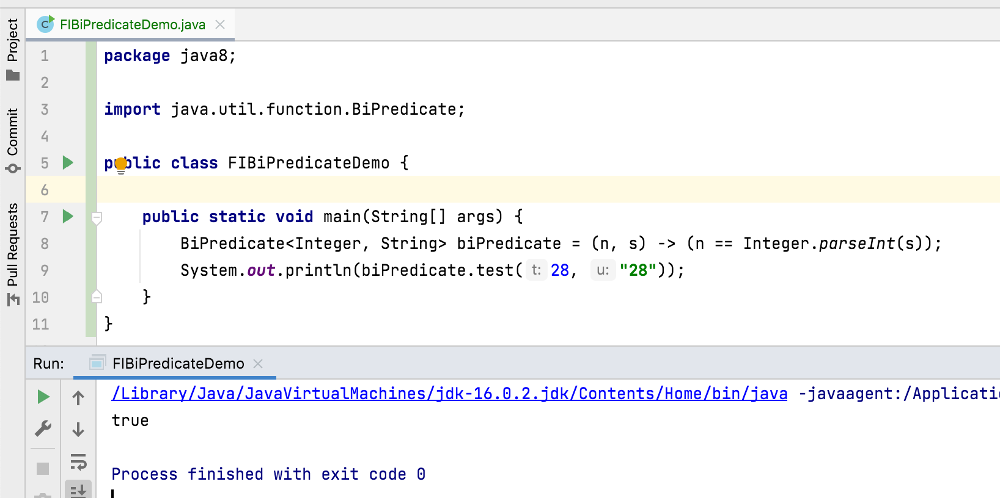 Project
Commit
Pull Requests
C FIBiPredicateDemo.java
1 package java8;
2
3 import java.util.function.BiPredicate;
4
5 public class FIBiPredicateDemo {
6
7 public static void main(String[] args) {
8 BiPredicate<Integer, String> biPredicate = (n, s) -> (n == Integer.parseInt(s));
9 System.out.println(biPredicate.test( t: 28, u: "28"));
10 }
11 }
Run: FIBiPredicateDemo
/Library/Java/JavaVirtualMachines/jdk-16.0.2.jdk/Contents/Home/bin/java -javaagent:/Applicati
true
Process finished with exit code 0